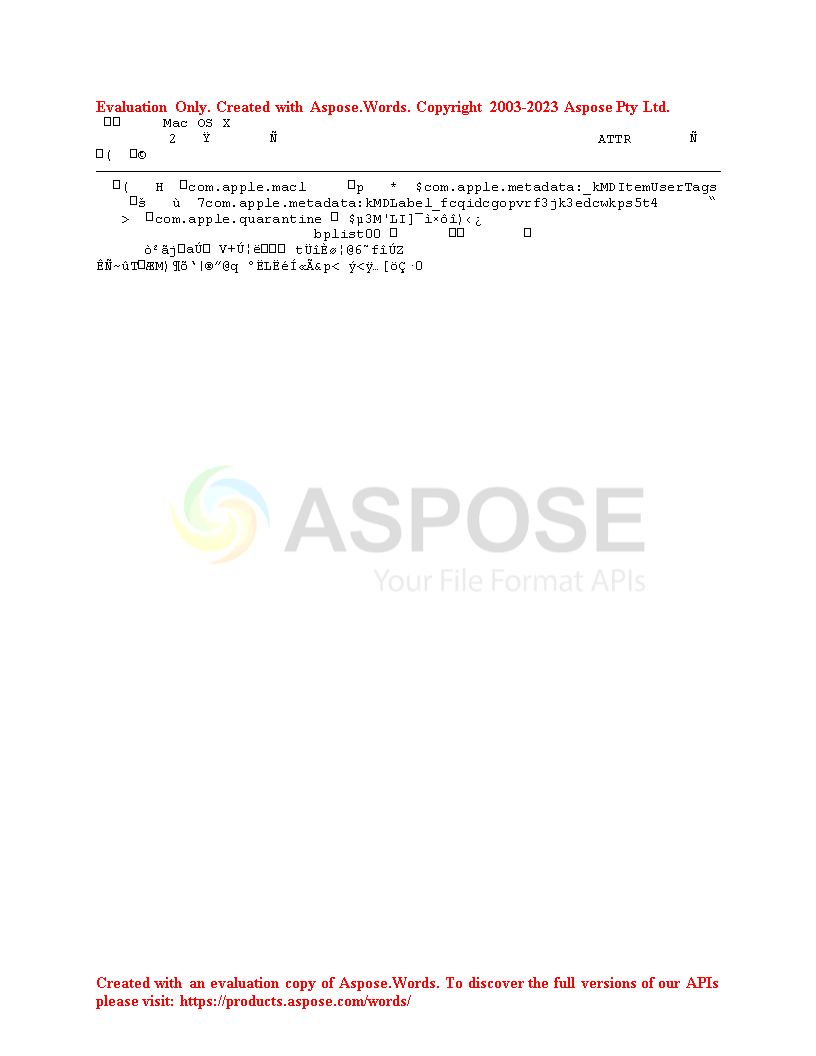 Evaluation Only. Created with Aspose.Words. Copyright 2003-2023 Aspose Pty Ltd.
Mac OS X
2 Ÿ Ñ ATTR Ñ
( ©
( H com.apple.macl p * $com.apple.metadata:_kMDItemUserTags
š ù 7com.apple.metadata:kMDLabel_fcqidcgopvrf3jk3edcwkps5t4 “
> com.apple.quarantine $µ3M'LI]¯ì×ôî)‹¿
bplist00
ò²ãj aÚ V+Ú¦ë tÜîÈø¦@6˜fîÚZ
ÊÑ~ûT ÆM)¶õ‘|®“@q °ËLËéÍ«Ã&p< ý<ÿ…[öÇ·O
ASPOSE
Your File Format APIs
Created with an evaluation copy of Aspose.Words. To discover the full versions of our APIs
please visit: https://products.aspose.com/words/